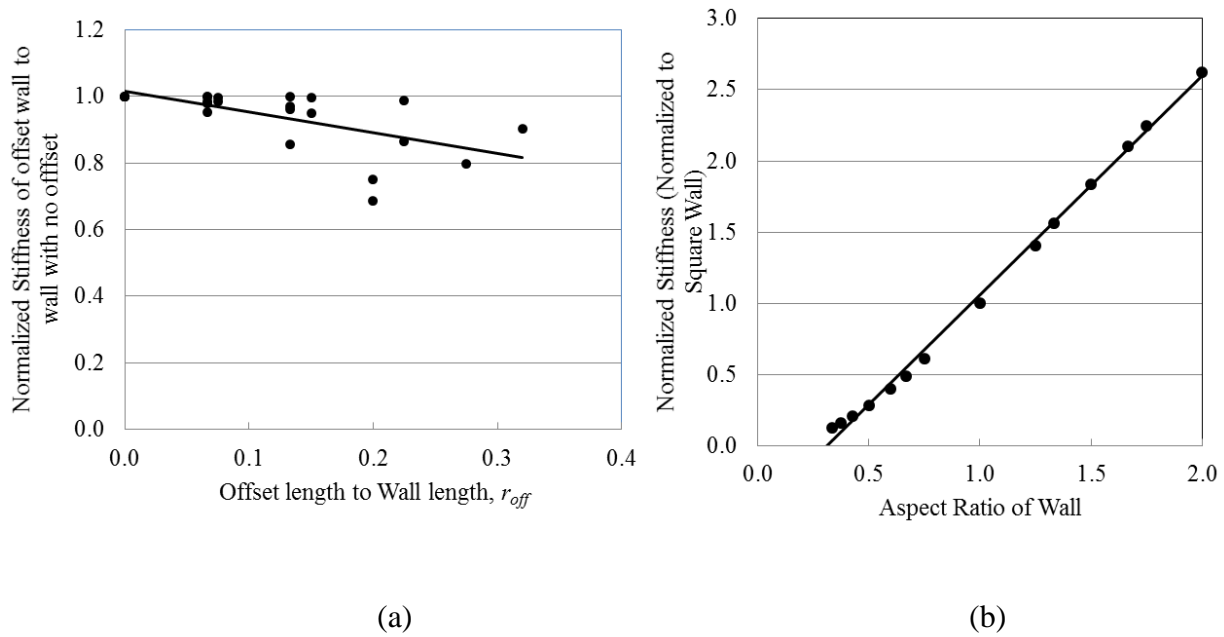 Normalized Stiffness of offset wall to
wall with no offfset
1.2
1.0
0.8
0.6
0.4
0.2
0.0
0.0 0.1 0.2 0.3 0.4
Offset length to Wall length, r_off
(a)
Normalized Stiffness (Normalized to
Square Wall)
3.0
2.5
2.0
1.5
1.0
0.5
0.0
0.0 0.5 1.0 1.5 2.0
Aspect Ratio of Wall
(b)